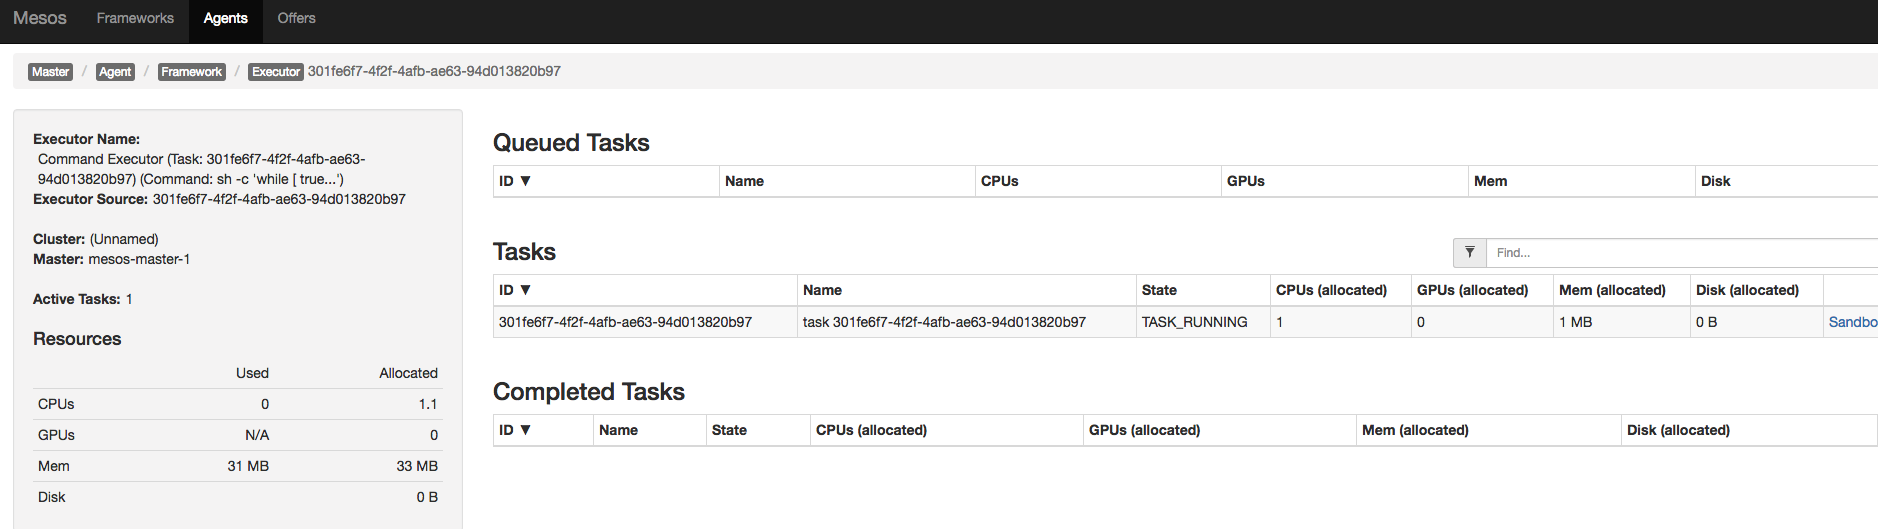 Mesos Frameworks Agents Offers
Master / Agent / Framework / Executor 301fe6f7-4f2f-4afb-ae63-94d013820b97
Executor Name:
Command Executor (Task: 301fe6f7-4f2f-4afb-ae63-
94d013820b97) (Command: sh -c 'while [ true...')
Executor Source: 301fe6f7-4f2f-4afb-ae63-94d013820b97
Cluster: (Unnamed)
Master: mesos-master-1
Active Tasks: 1
Resources
Used Allocated
CPUs 0 1.1
GPUs N/A 0
Mem 31 MB 33 MB
Disk 0 B
Queued Tasks
ID ▼ Name CPUs GPUs Mem Disk
Tasks
Find...
ID ▼ Name State CPUs (allocated) GPUs (allocated) Mem (allocated) Disk (allocated)
301fe6f7-4f2f-4afb-ae63-94d013820b97 task 301fe6f7-4f2f-4afb-ae63-94d013820b97 TASK_RUNNING 1 0 1 MB 0 B Sandbo
Completed Tasks
ID ▼ Name State CPUs (allocated) GPUs (allocated) Mem (allocated) Disk (allocated)